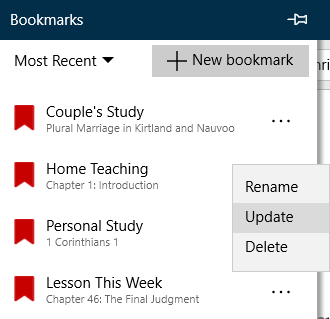 Bookmarks
Most Recent
New bookmark
Couple's Study
Plural Marriage in Kirtland and Nauvoo
Home Teaching
Chapter 1: Introduction
Rename
Update
Delete
Personal Study
1 Corinthians 1
Lesson This Week
Chapter 46: The Final Judgment